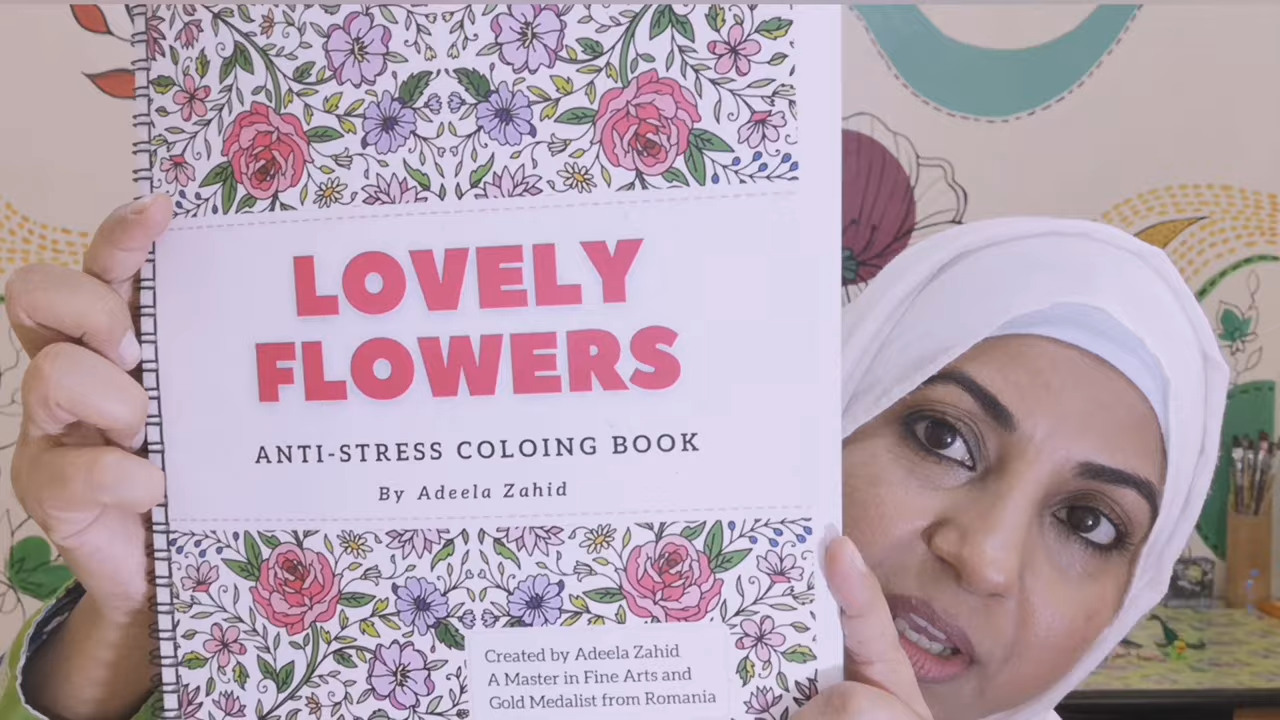 LOVELY
FLOWERS
ANTI-STRESS COLOING BOOK
By Adeela Zahid
Created by Adeela Zahid
A Master in Fine Arts and
Gold Medalist from Romania